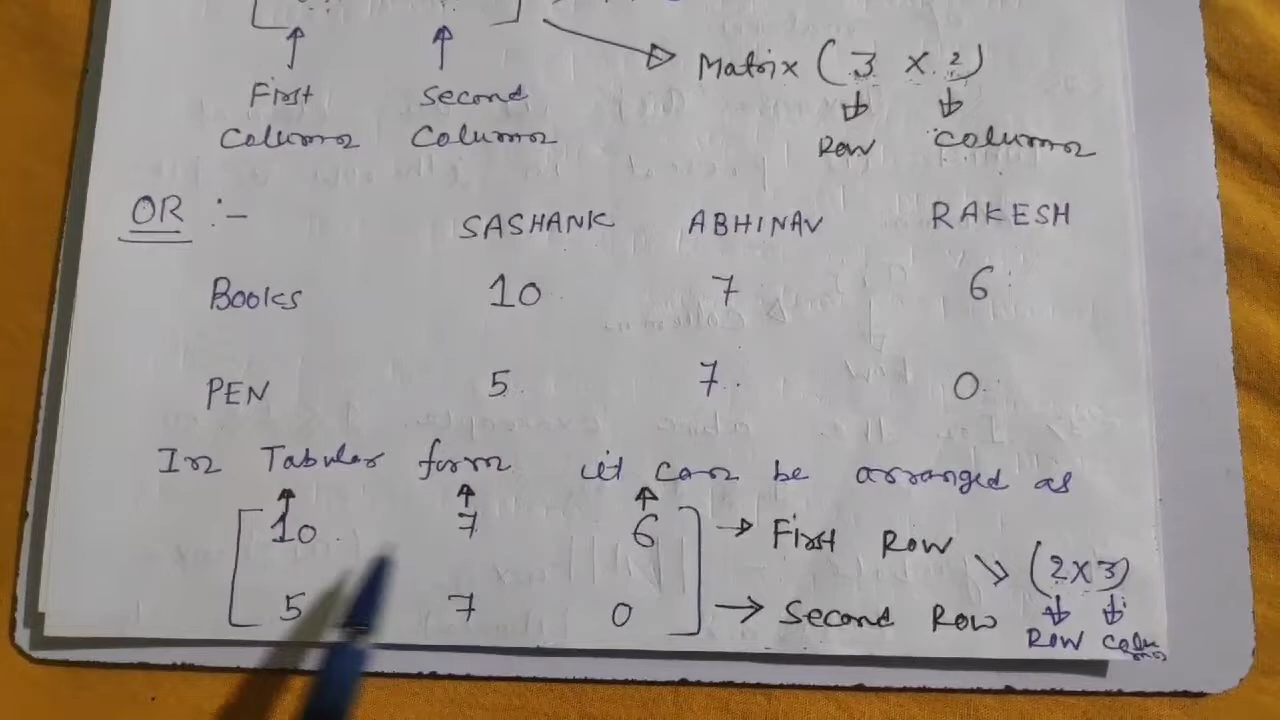 Matrix (3 x 2)
First Second
Column Column Row Column
OR :-
SASHANK ABHINAV RAKESH
Books 10 7 6
PEN 5 7 0
In Tabular form it can be arranged as
10 7 6 → First Row
(2x3)
5 7 0 → Second Row
Row Column